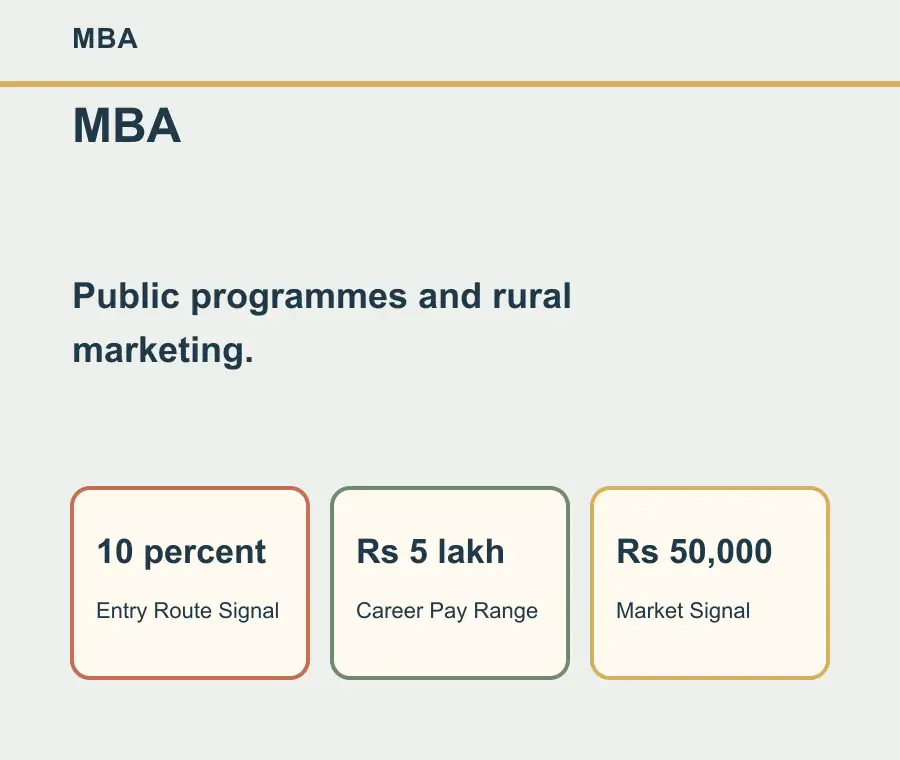 MBA
MBA
Public programmes and rural
marketing.
10 percent
Entry Route Signal
Rs 5 lakh
Career Pay Range
Rs 50,000
Market Signal